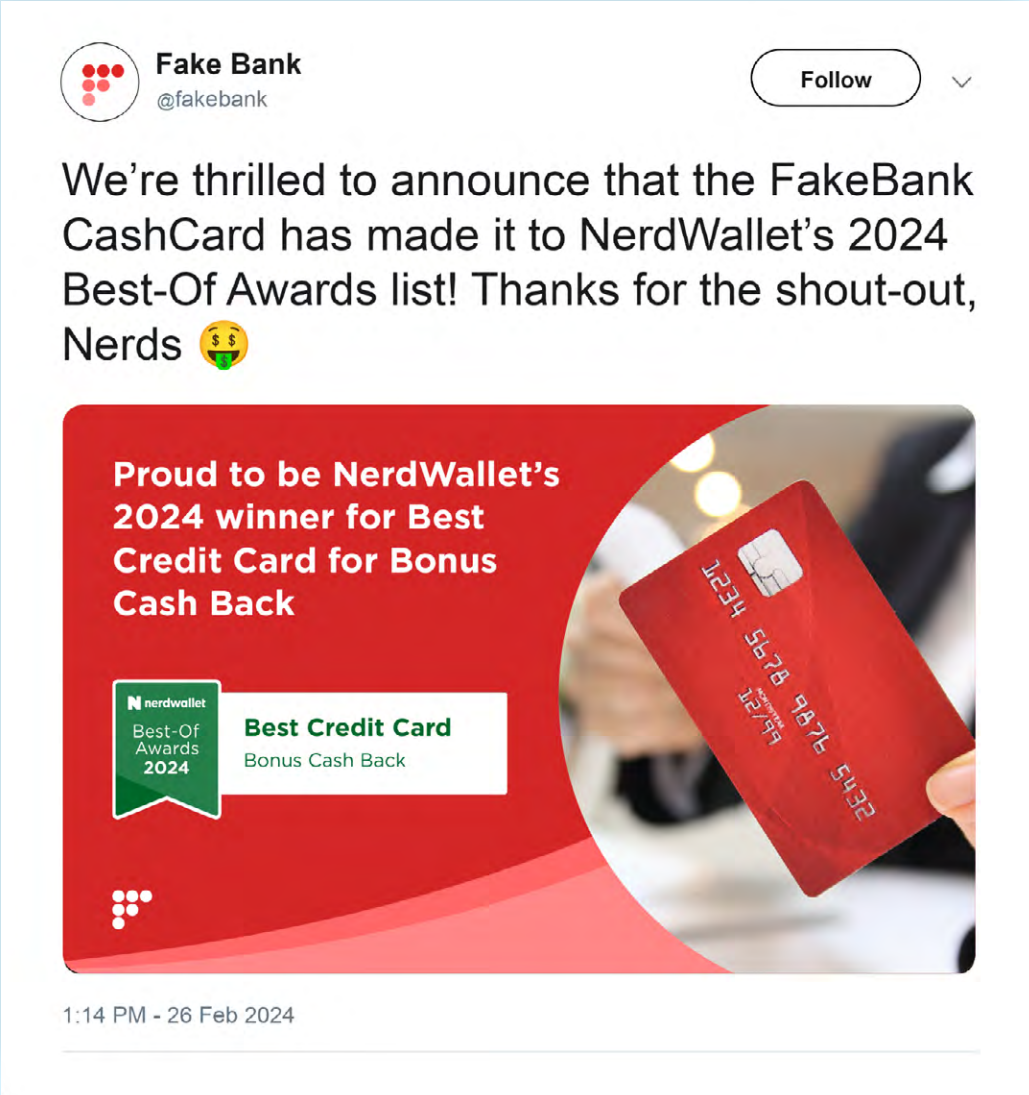 Fake Bank
@fakebank
Follow
We’re thrilled to announce that the FakeBank
CashCard has made it to NerdWallet’s 2024
Best-Of Awards list! Thanks for the shout-out,
Nerds 🤑
Proud to be NerdWallet’s
2024 winner for Best
Credit Card for Bonus
Cash Back
nerdwallet
Best-Of
Awards
2024
Best Credit Card
Bonus Cash Back
1234 5678 9876 5432
MONTH/YEAR
12/99
1:14 PM - 26 Feb 2024